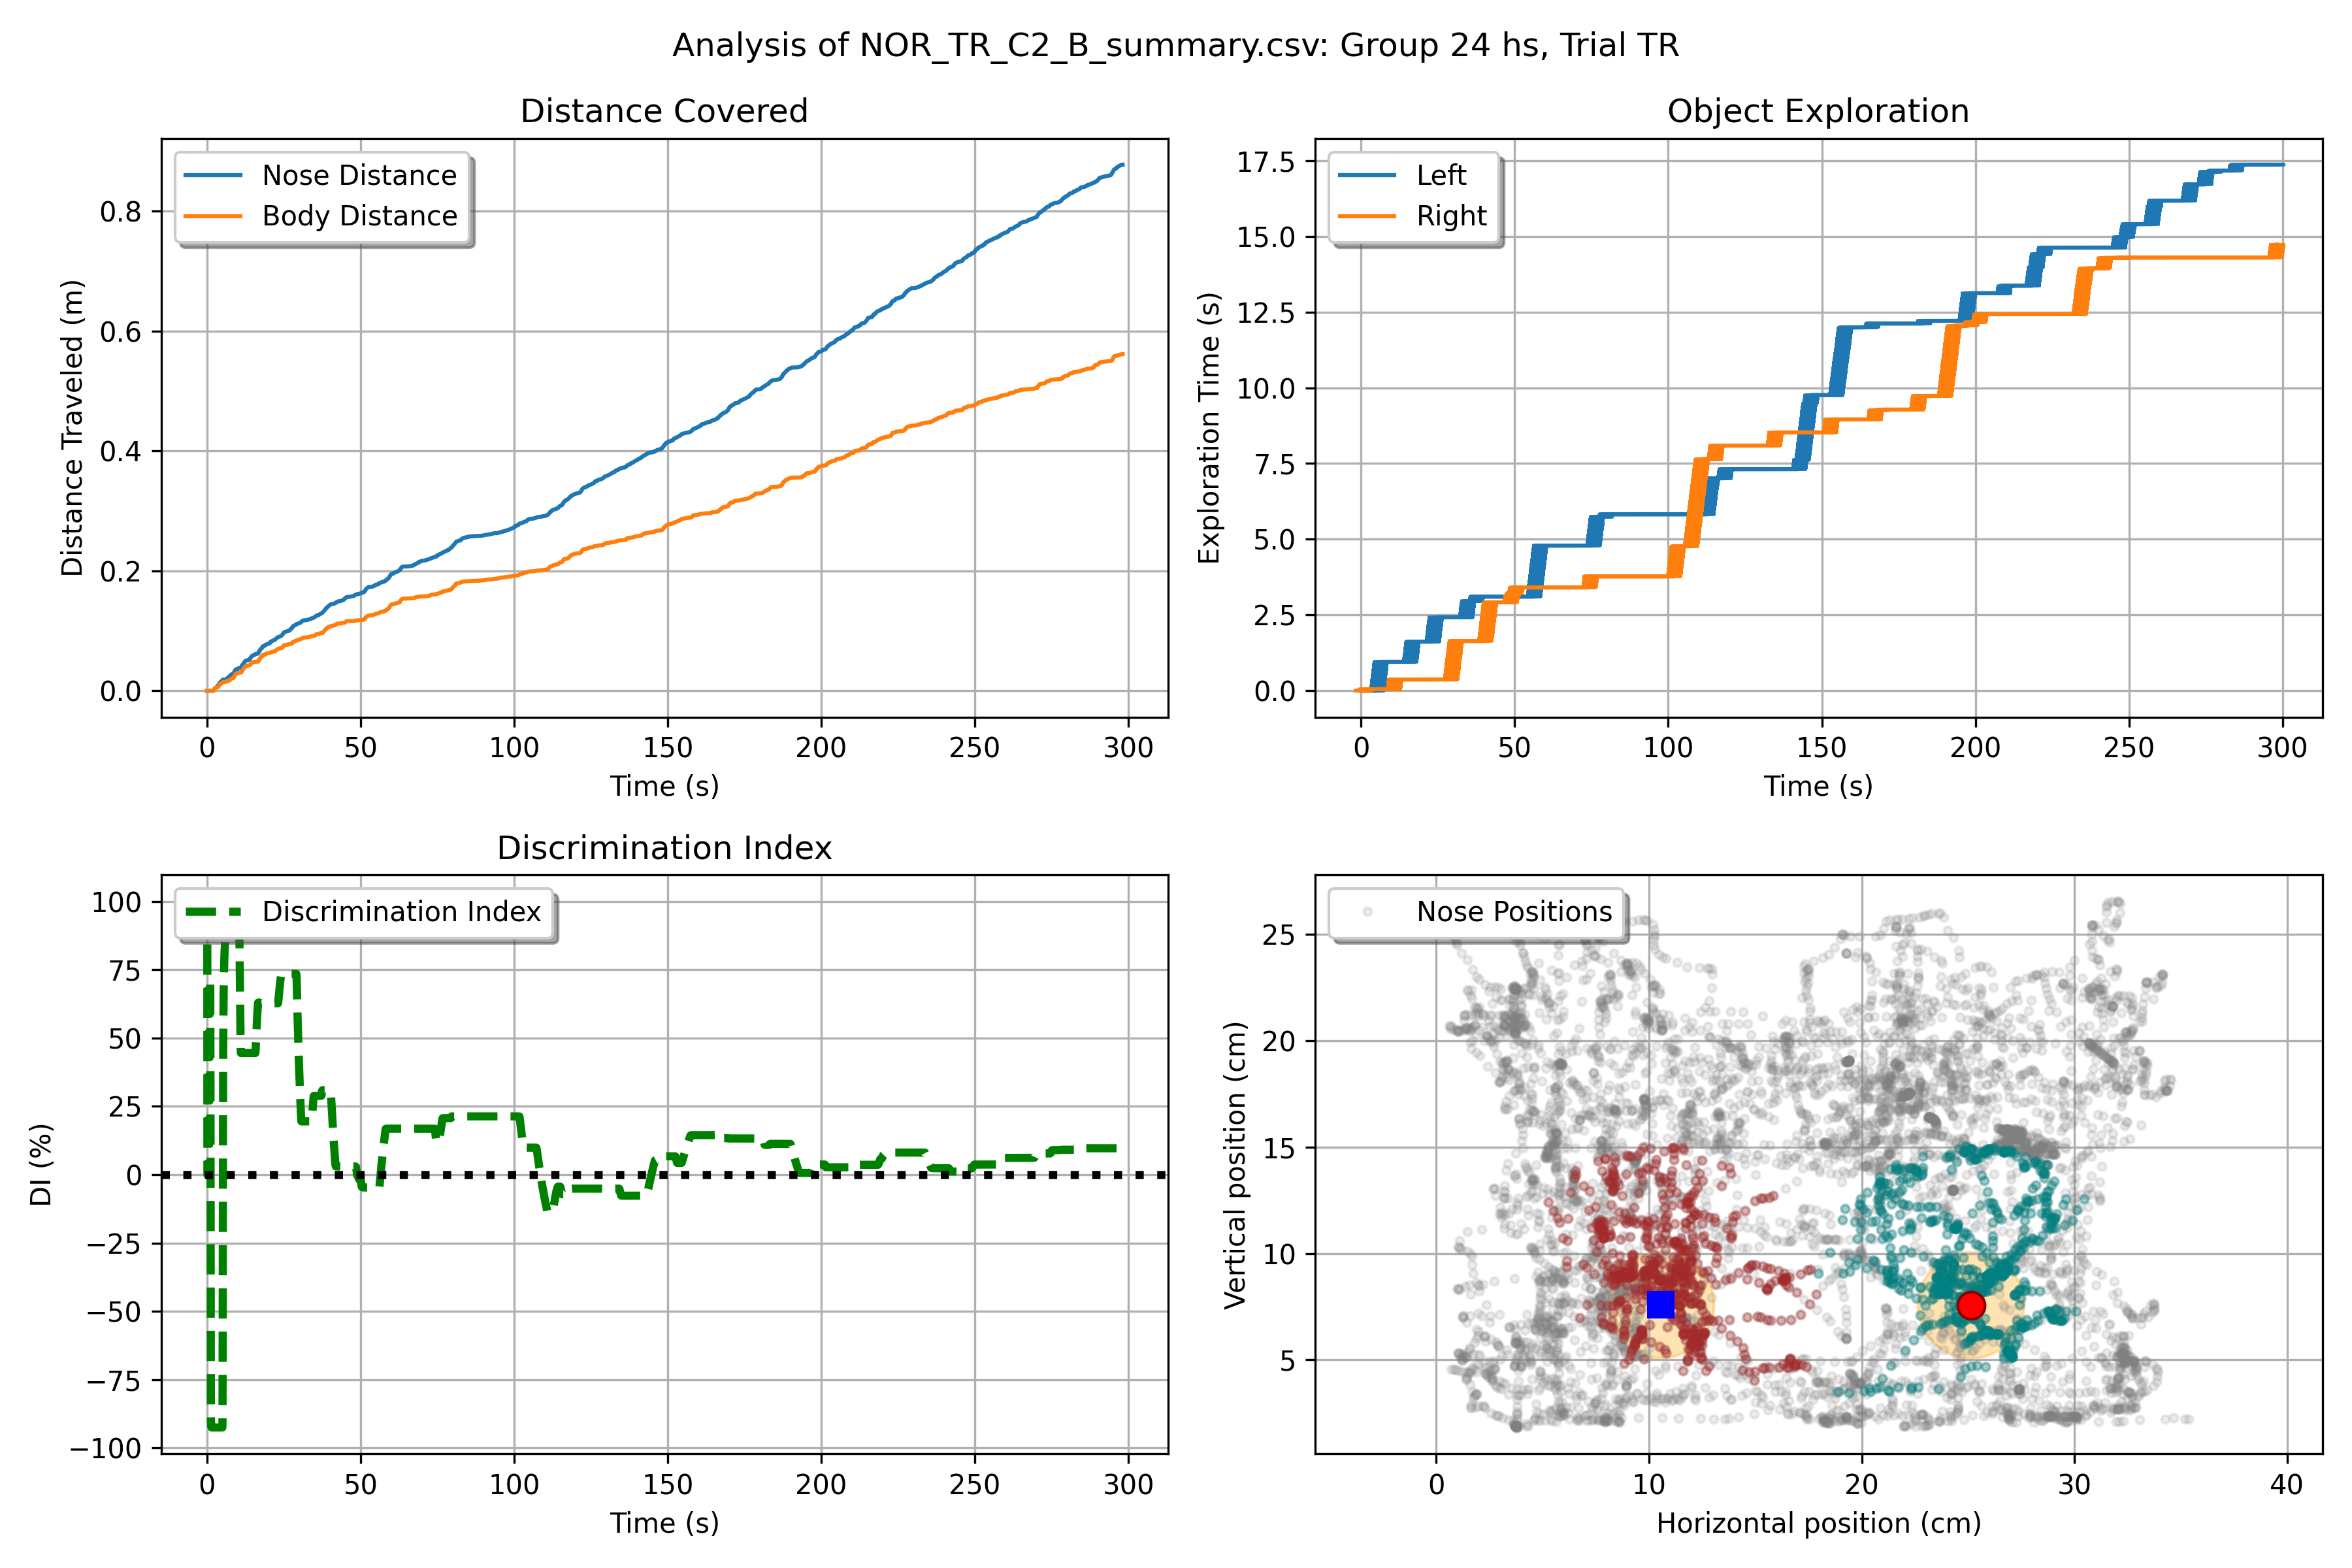 Analysis of NOR_TR_C2_B_summary.csv: Group 24 hs, Trial TR
Distance Covered
Nose Distance
Body Distance
Distance Traveled (m)
0.8
0.6
0.4
0.2
0.0
0 50 100 150 200 250 300
Time (s)
Object Exploration
Left
Right
Exploration Time (s)
17.5
15.0
12.5
10.0
7.5
5.0
2.5
0.0
0 50 100 150 200 250 300
Time (s)
Discrimination Index
Discrimination Index
DI (%)
100
75
50
25
0
−25
−50
−75
−100
0 50 100 150 200 250 300
Time (s)
Nose Positions
Vertical position (cm)
25
20
15
10
5
0 10 20 30 40
Horizontal position (cm)